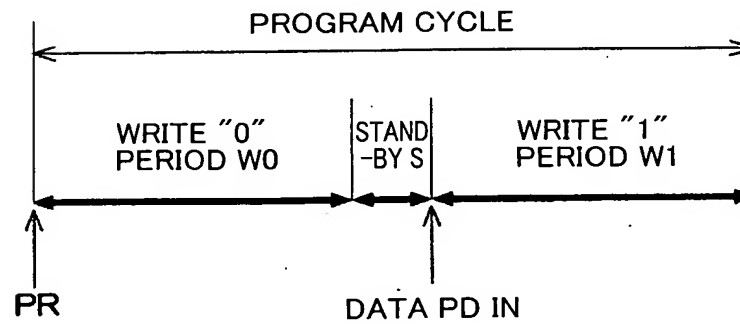 PROGRAM CYCLE
WRITE "0"
PERIOD W0
STAND
-BY S
WRITE "1"
PERIOD W1
PR
DATA PD IN